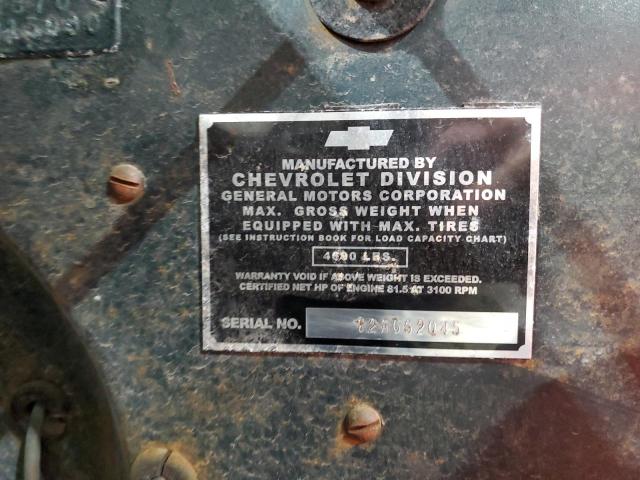 MANUFACTURED BY
CHEVROLET DIVISION
GENERAL MOTORS CORPORATION
MAX. GROSS WEIGHT WHEN
EQUIPPED WITH MAX. TIRES
(SEE INSTRUCTION BOOK FOR LOAD CAPACITY CHART)
LBS.
WARRANTY VOID IF ABOVE WEIGHT IS EXCEEDED.
CERTIFIED NET HP OF ENGINE 81.5 AT 3100 RPM
SERIAL NO.